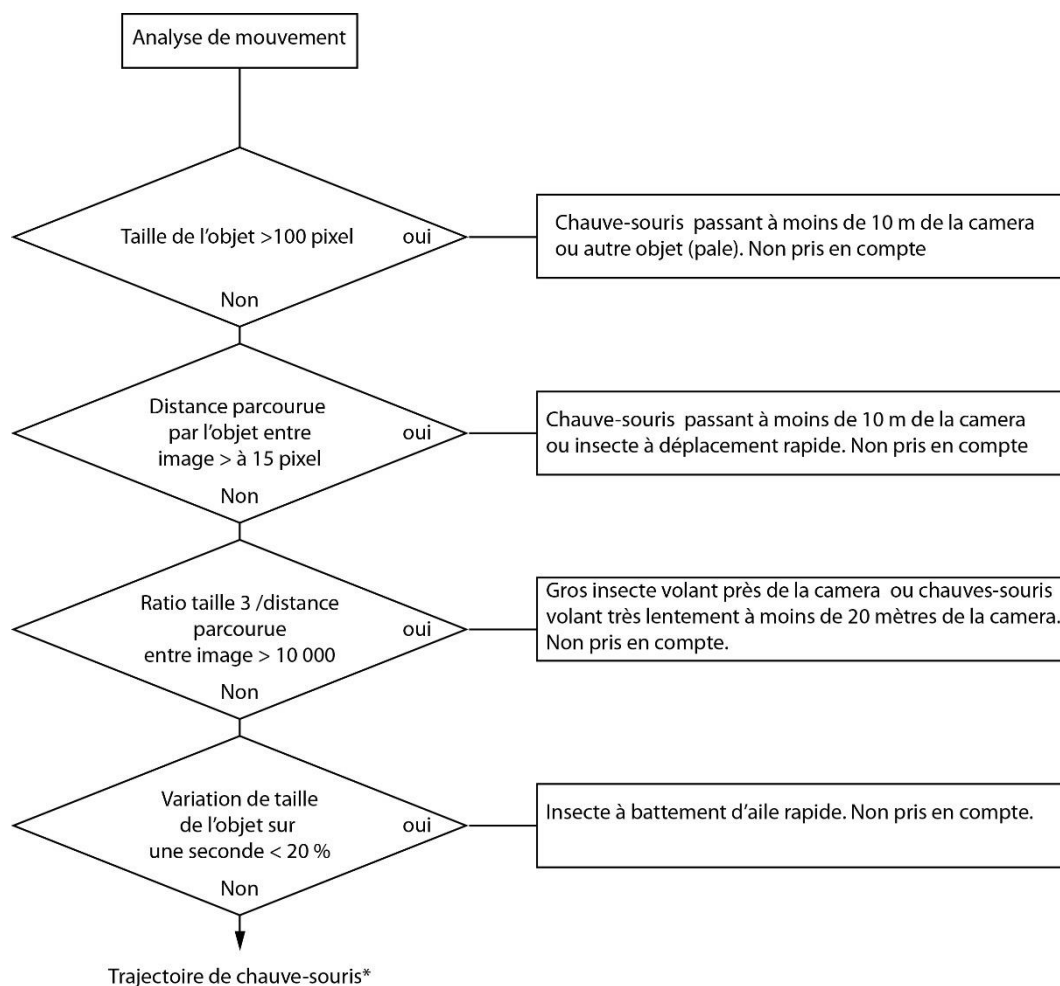 Analyse de mouvement
Taille de l'objet >100 pixel
oui
Chauve-souris passant à moins de 10 m de la camera
ou autre objet (pale). Non pris en compte
Non
Distance parcourue
par l'objet entre
image > à 15 pixel
oui
Chauve-souris passant à moins de 10 m de la camera
ou insecte à déplacement rapide. Non pris en compte
Non
Ratio taille 3 /distance
parcourue
entre image > 10 000
oui
Gros insecte volant près de la camera ou chauves-souris
volant très lentement à moins de 20 mètres de la camera.
Non pris en compte.
Non
Variation de taille
de l'objet sur
une seconde < 20 %
oui
Insecte à battement d'aile rapide. Non pris en compte.
Non
Trajectoire de chauve-souris*